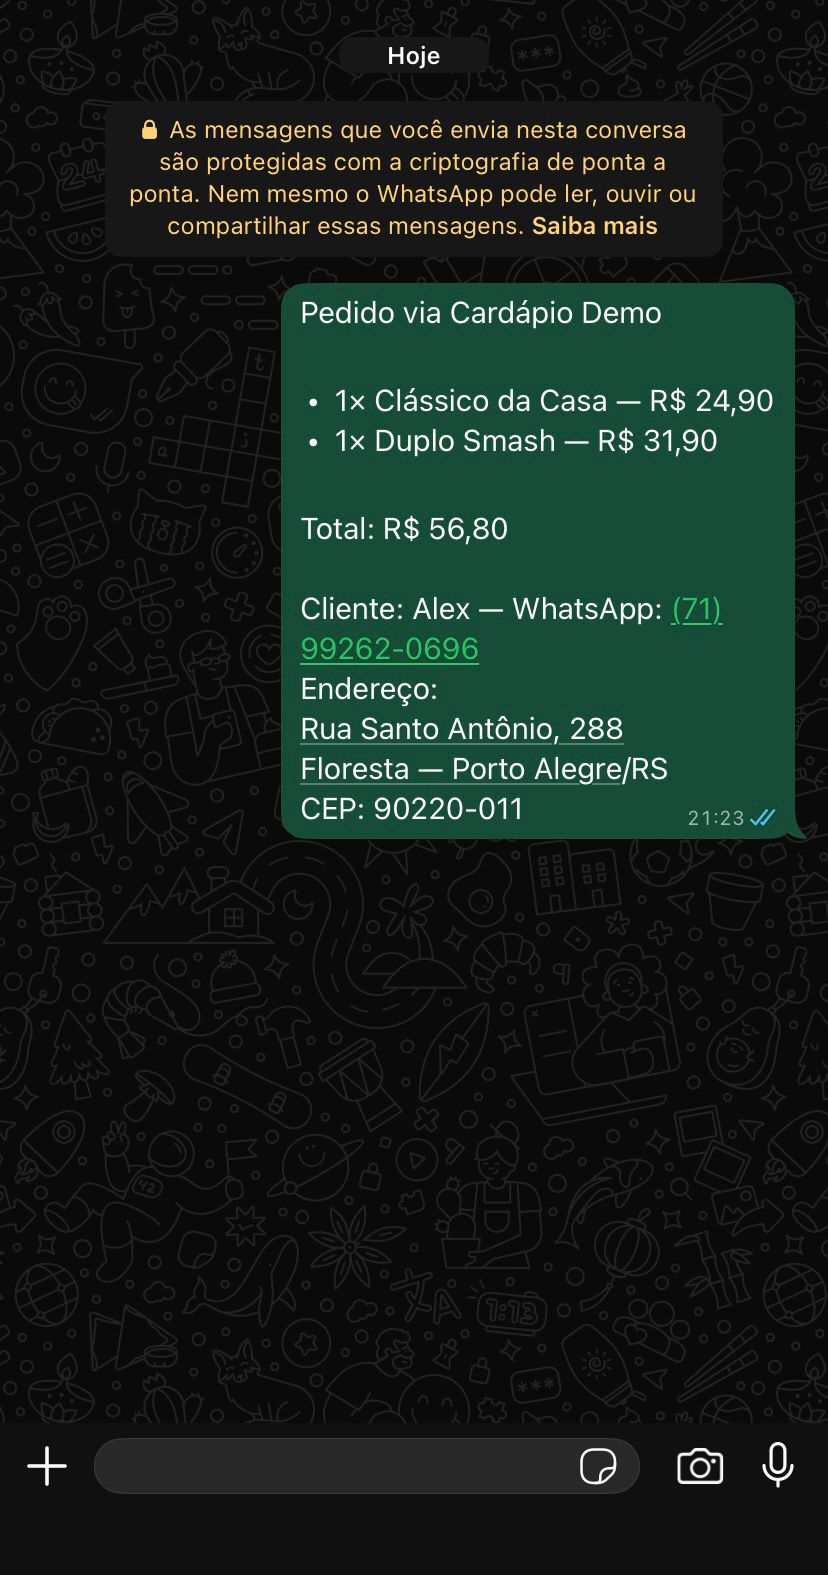 Hoje
As mensagens que você envia nesta conversa
são protegidas com a criptografia de ponta a
ponta. Nem mesmo o WhatsApp pode ler, ouvir ou
compartilhar essas mensagens. Saiba mais
Pedido via Cardápio Demo
• 1× Clássico da Casa — R$ 24,90
• 1× Duplo Smash — R$ 31,90
Total: R$ 56,80
Cliente: Alex — WhatsApp: (71)
99262-0696
Endereço:
Rua Santo Antônio, 288
Floresta — Porto Alegre/RS
CEP: 90220-011
21:23